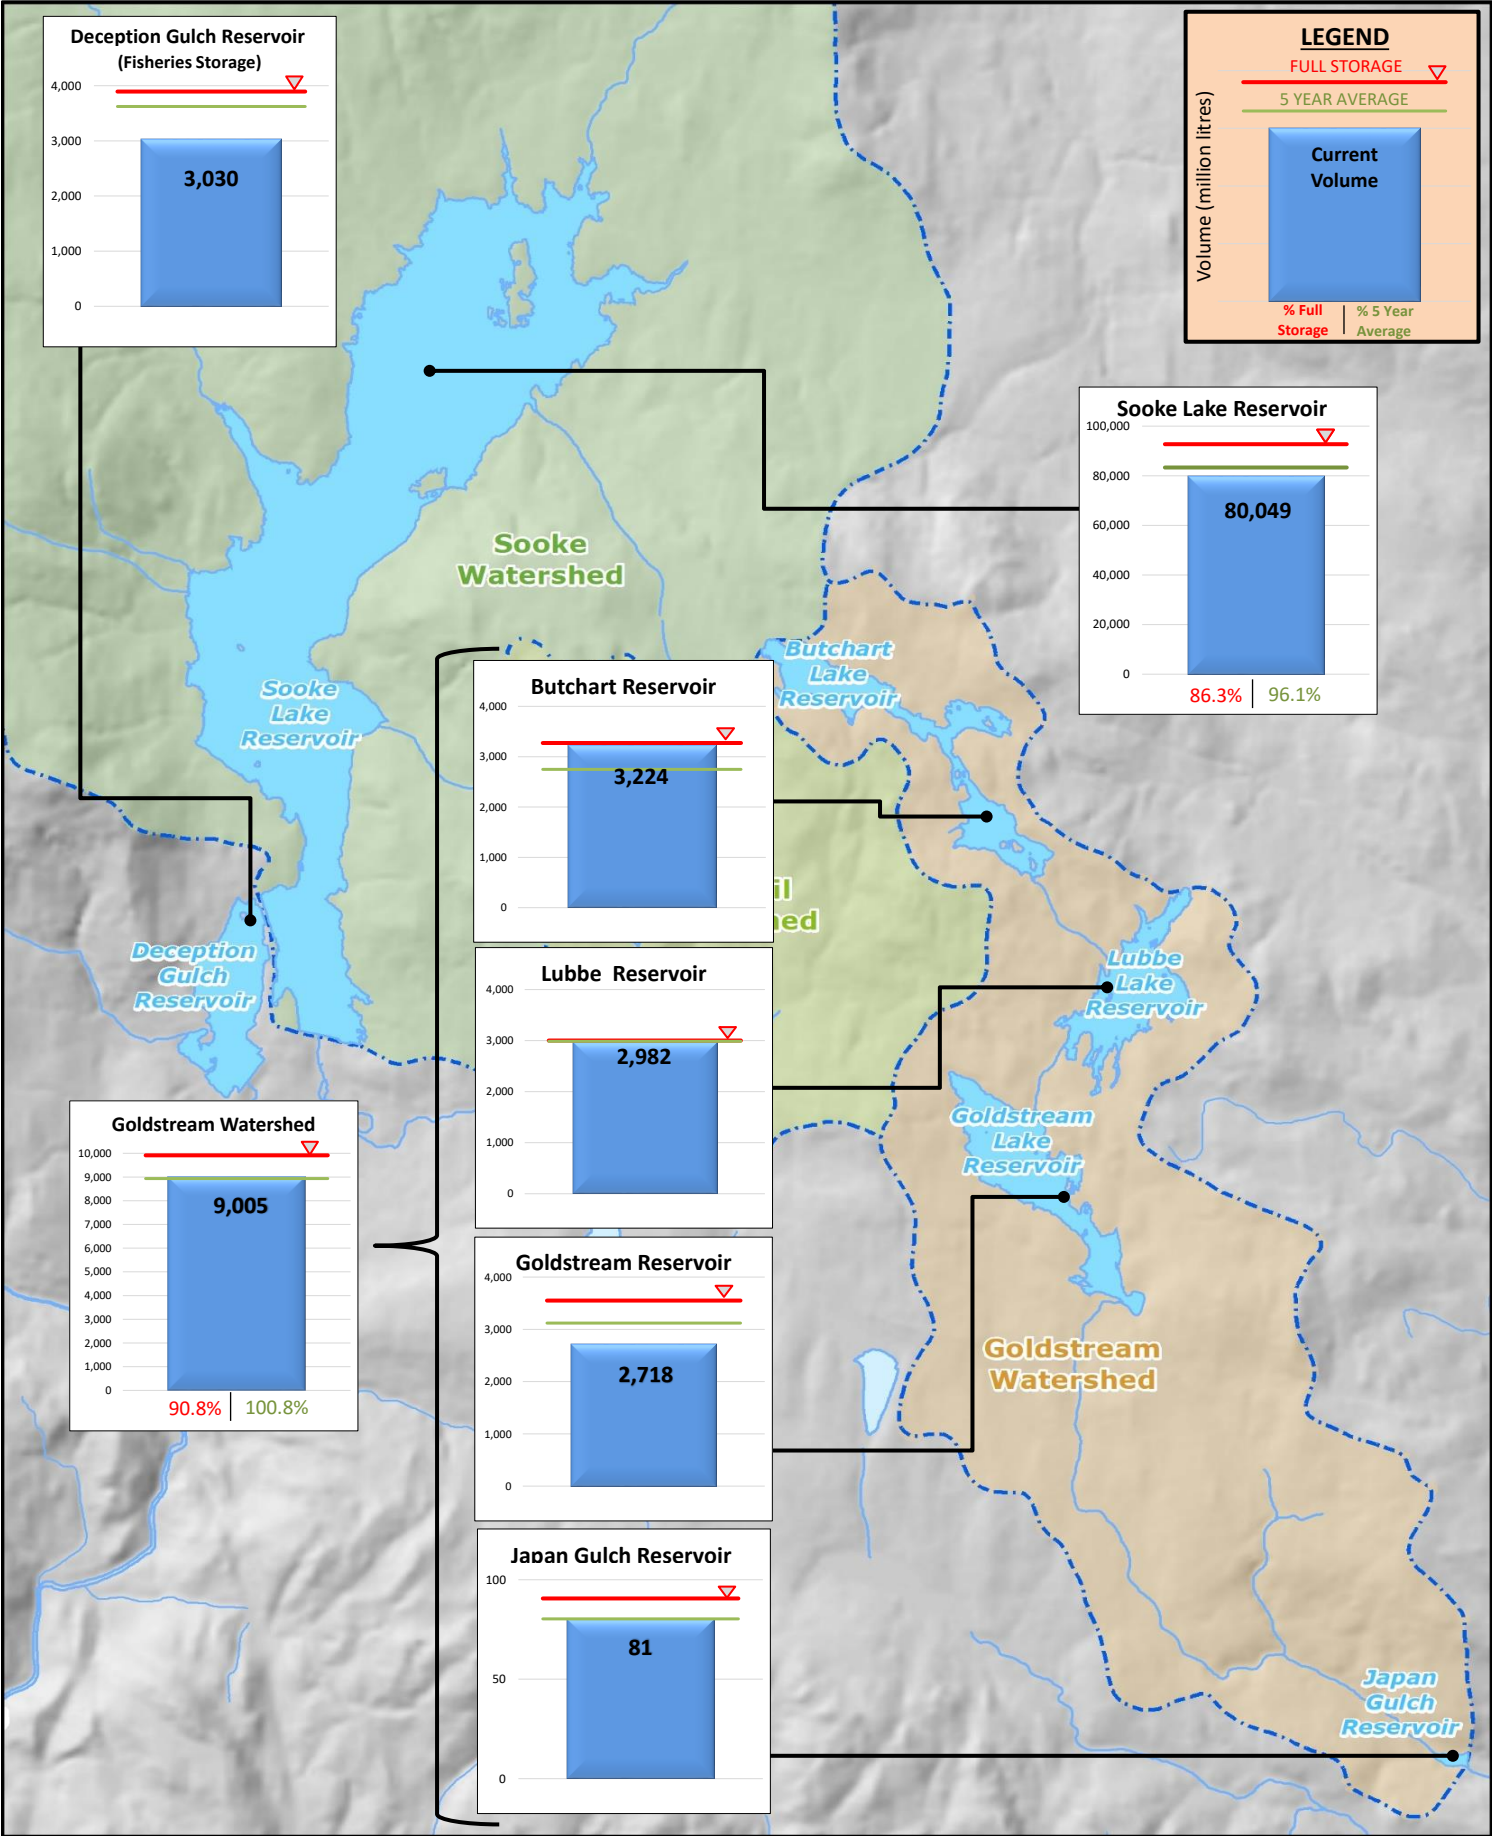 Deception Gulch Reservoir
(Fisheries Storage)
4,000
3,000
2,000
1,000
0
3,030
LEGEND
FULL STORAGE
5 YEAR AVERAGE
Volume (million litres)
Current
Volume
% Full
Storage
% 5 Year
Average
Sooke Lake Reservoir
100,000
80,000
60,000
40,000
20,000
0
80,049
86.3%
96.1%
Sooke
Watershed
Sooke
Lake
Reservoir
Butchart
Lake
Reservoir
Butchart Reservoir
4,000
3,000
2,000
1,000
0
3,224
il
ed
Deception
Gulch
Reservoir
Lubbe Reservoir
4,000
3,000
2,000
1,000
0
2,982
Lubbe
Lake
Reservoir
Goldstream Watershed
10,000
9,000
8,000
7,000
6,000
5,000
4,000
3,000
2,000
1,000
0
9,005
90.8%
100.8%
Goldstream
Lake
Reservoir
Goldstream Reservoir
4,000
3,000
2,000
1,000
0
2,718
Goldstream
Watershed
Japan Gulch Reservoir
100
50
0
81
Japan
Gulch
Reservoir